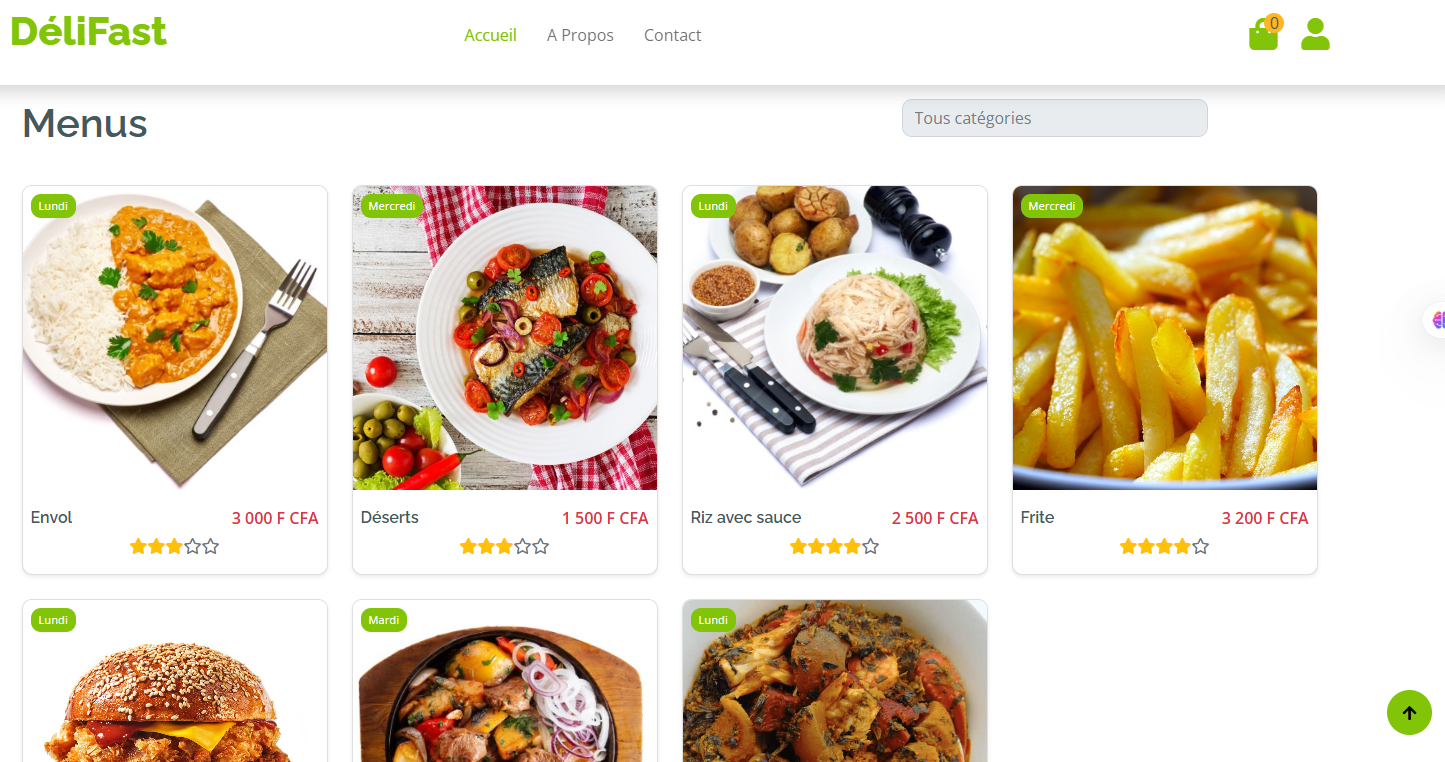 DéliFast
Accueil A Propos Contact
0
Menus
Tous catégories
Lundi
Mercredi
Lundi
Mercredi
Envol 3 000 F CFA
Déserts 1 500 F CFA
Riz avec sauce 2 500 F CFA
Frite 3 200 F CFA
Lundi
Mardi
Lundi